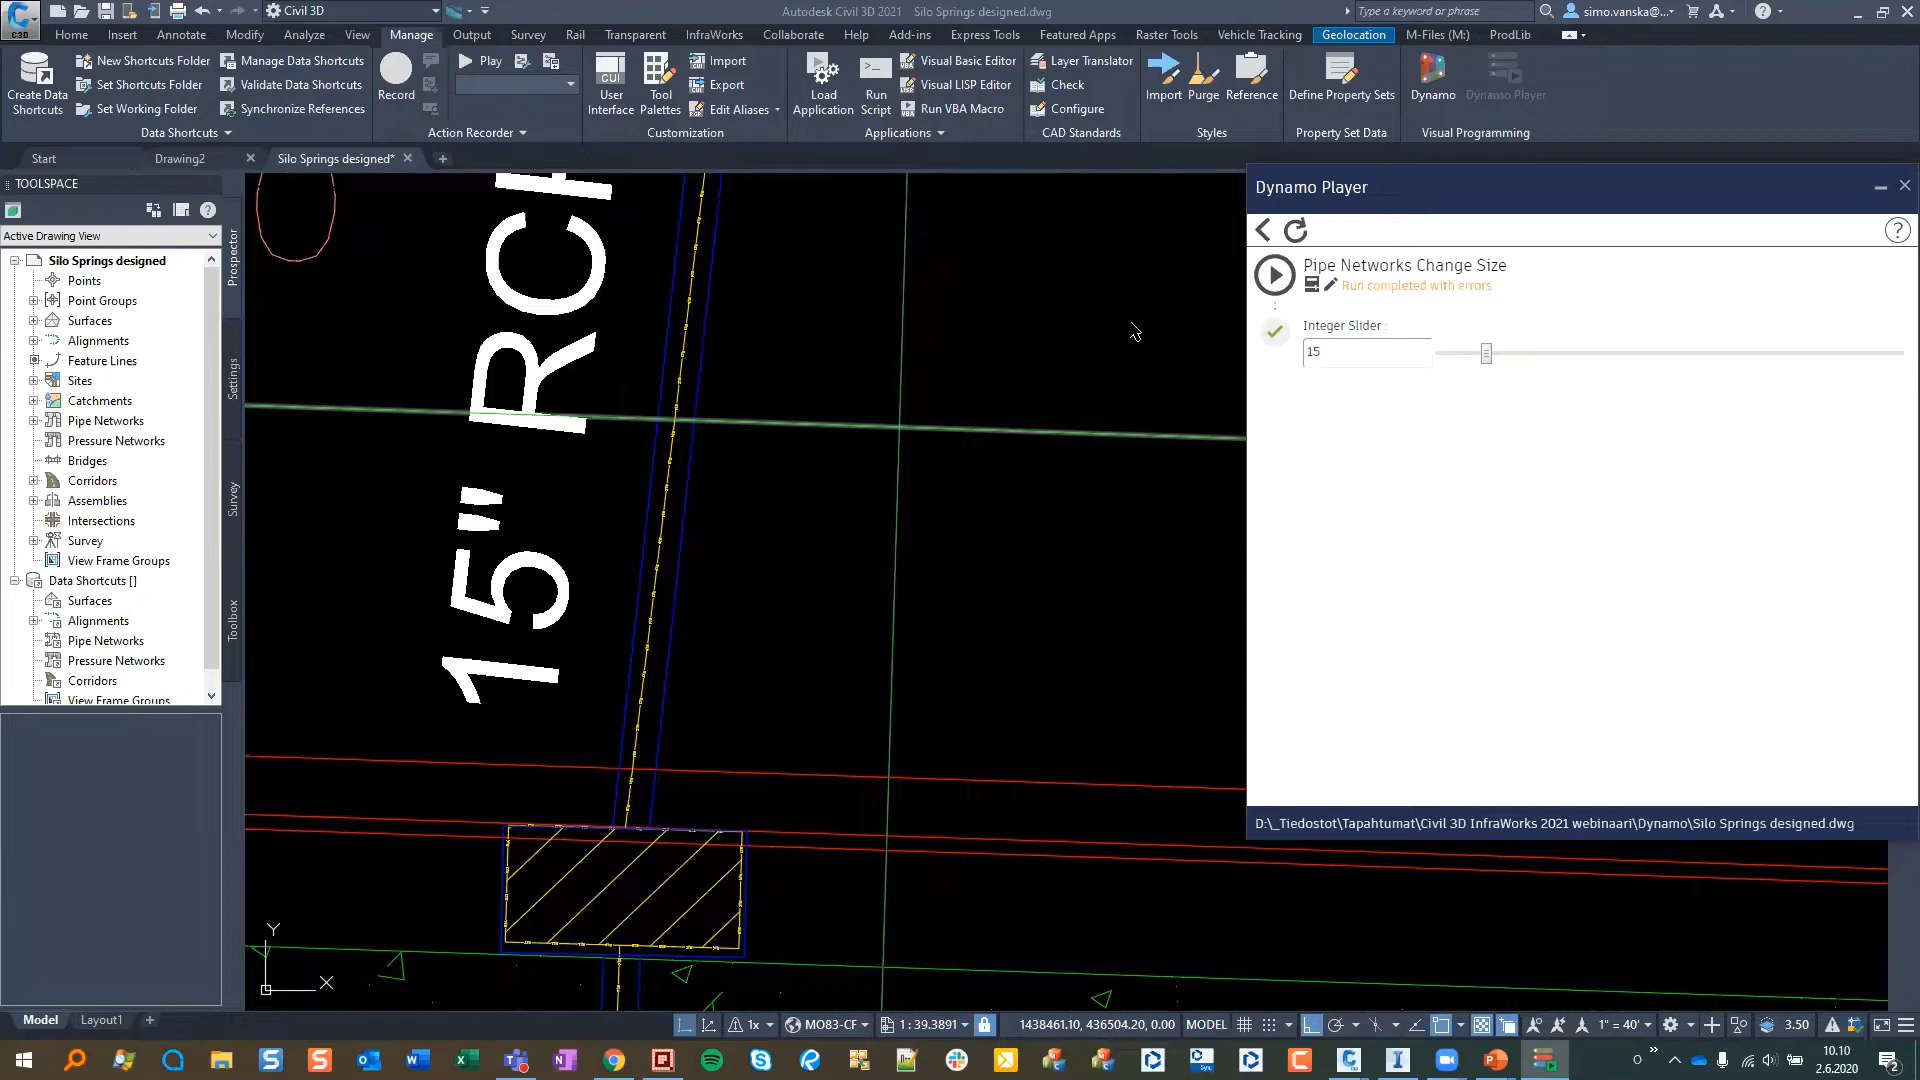 C3D
Civil 3D
Autodesk Civil 3D 2021 Silo Springs designed.dwg
Type a keyword or phrase
simo.vanska@...
Home Insert Annotate Modify Analyze View Manage Output Survey Rail Transparent InfraWorks Collaborate Help Add-ins Express Tools Featured Apps Raster Tools Vehicle Tracking Geolocation M-Files (M:) ProdLib
Create Data Shortcuts
New Shortcuts Folder
Set Shortcuts Folder
Set Working Folder
Manage Data Shortcuts
Validate Data Shortcuts
Synchronize References
Data Shortcuts
Record
Play
Action Recorder
User Interface
Tool Palettes
Import
Export
Edit Aliases
Customization
Load Application
Run Script
Visual Basic Editor
Visual LISP Editor
Run VBA Macro
Applications
Layer Translator
Check
Configure
CAD Standards
Import
Purge
Reference
Styles
Define Property Sets
Property Set Data
Dynamo
Dynamo Player
Visual Programming
Start
Drawing2
Silo Springs designed*
TOOLSPACE
Active Drawing View
Silo Springs designed
Points
Point Groups
Surfaces
Alignments
Feature Lines
Sites
Catchments
Pipe Networks
Pressure Networks
Bridges
Corridors
Assemblies
Intersections
Survey
View Frame Groups
Data Shortcuts []
Surfaces
Alignments
Pipe Networks
Pressure Networks
Corridors
View Frame Groups
Prospector
Settings
Survey
Toolbox
15" RCP
Y
X
Dynamo Player
Pipe Networks Change Size
Run completed with errors
Integer Slider :
15
D:\_Tiedostot\Tapahtumat\Civil 3D InfraWorks 2021 webinaari\Dynamo\Silo Springs designed.dwg
Model
Layout1
1x
MO83-CF
1 : 39.3891
1438461.10, 436504.20, 0.00
MODEL
1" = 40'
3.50
10.10
2.6.2020
2